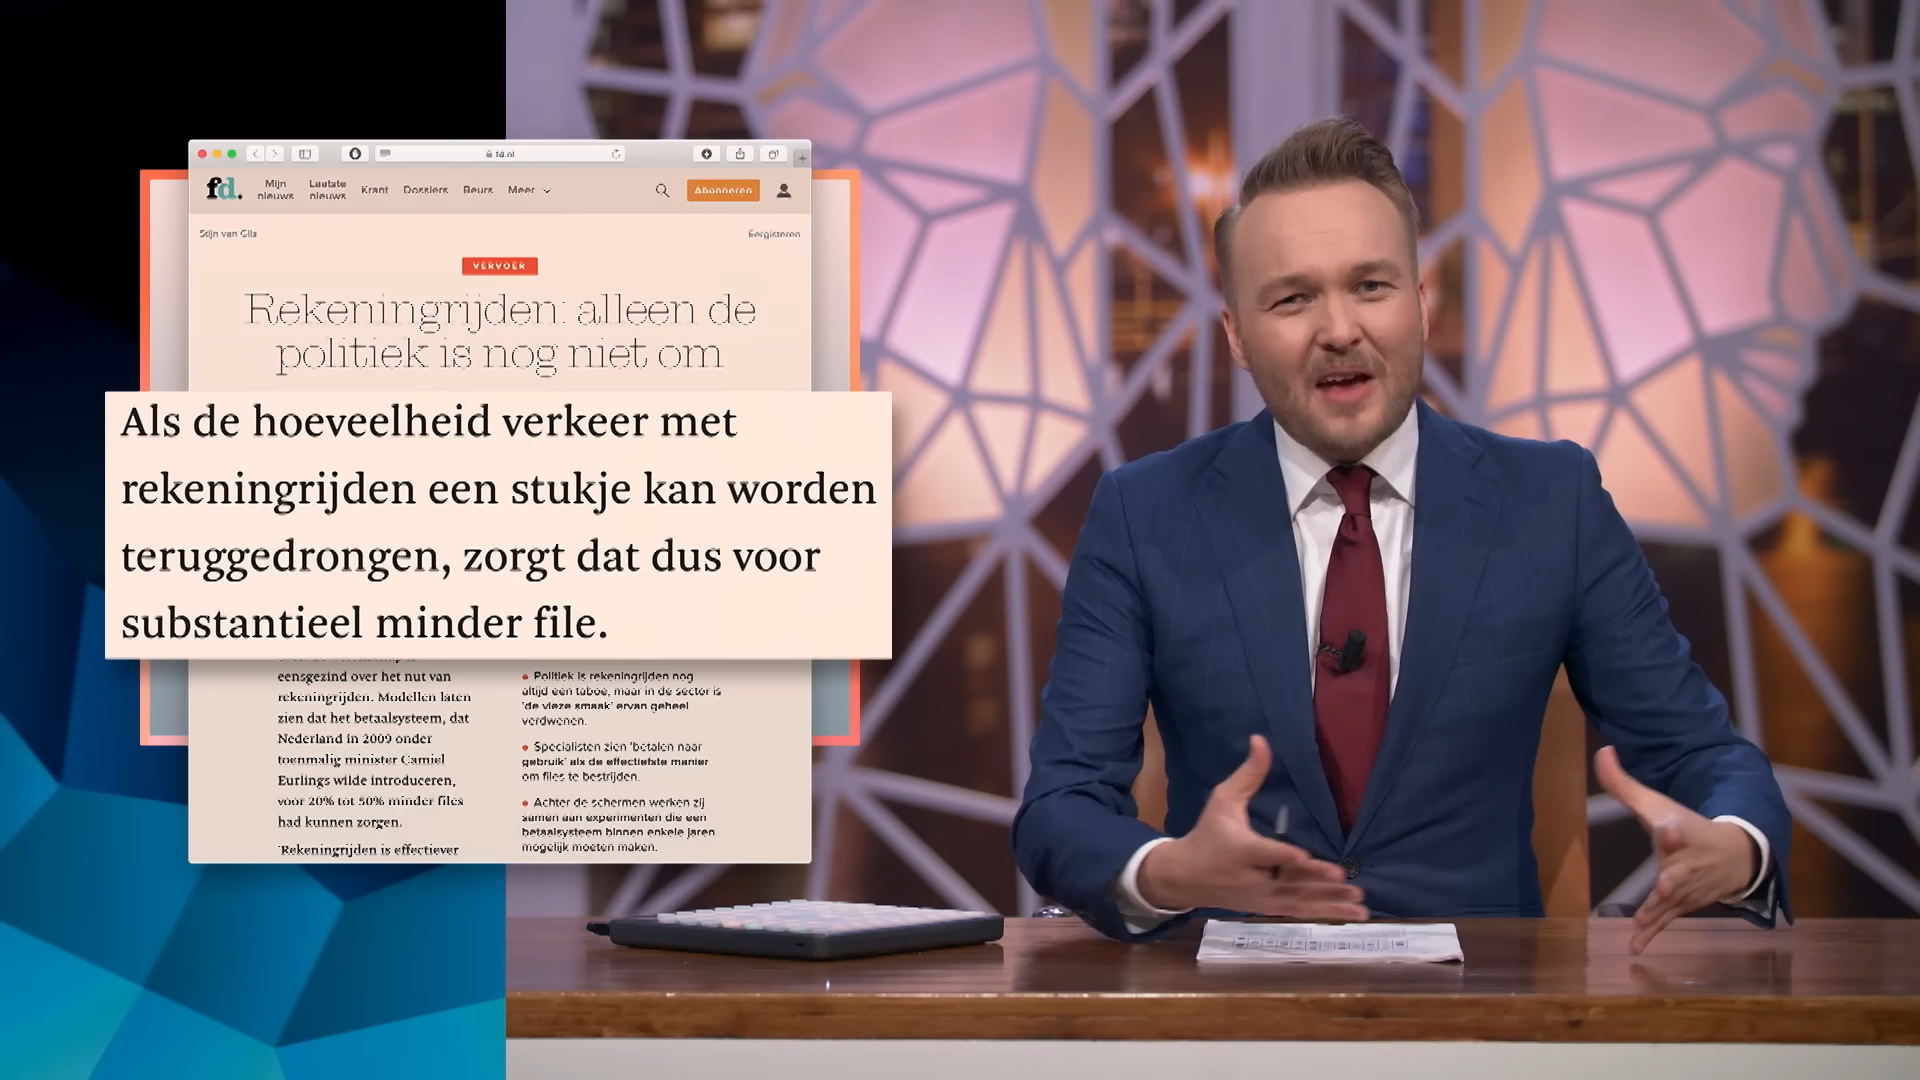 fd.nl
fd.
Mijn nieuws
Laatste nieuws
Krant
Dossiers
Beurs
Meer
Abonneren
Stijn van Gils
Eergisteren
VERVOER
Rekeningrijden: alleen de
politiek is nog niet om
Als de hoeveelheid verkeer met
rekeningrijden een stukje kan worden
teruggedrongen, zorgt dat dus voor
substantieel minder file.
eensgezind over het nut van
rekeningrijden. Modellen laten
zien dat het betaalsysteem, dat
Nederland in 2009 onder
toenmalig minister Camiel
Eurlings wilde introduceren,
voor 20% tot 50% minder files
had kunnen zorgen.
'Rekeningrijden is effectiever
• Politiek is rekeningrijden nog
altijd een taboe, maar in de sector is
'de vieze smaak' ervan geheel
verdwenen.
• Specialisten zien 'betalen naar
gebruik' als de effectiefste manier
om files te bestrijden.
• Achter de schermen werken zij
samen aan experimenten die een
betaalsysteem binnen enkele jaren
mogelijk moeten maken.